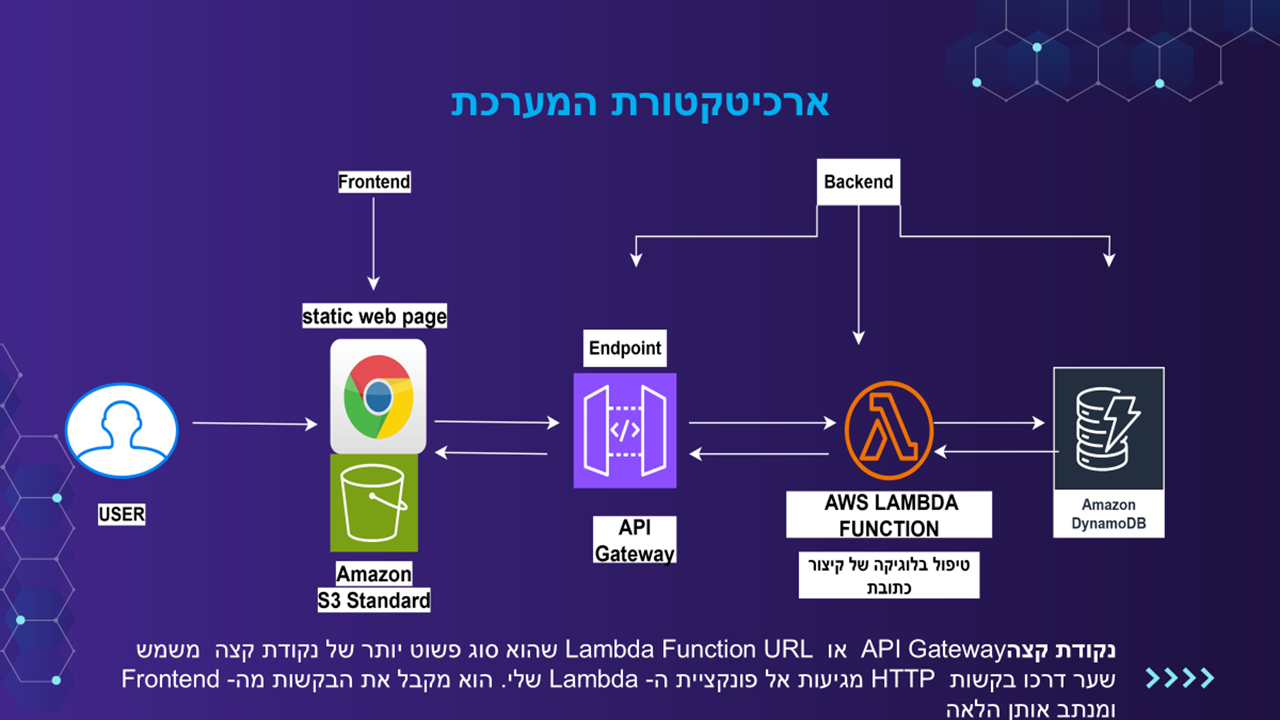 ארכיטקטורת המערכת
Frontend
Backend
static web page
Endpoint
USER
Amazon
S3 Standard
API
Gateway
AWS LAMBDA
FUNCTION
טיפול בלוגיקה של קיצור
כתובת
Amazon
DynamoDB
נקודת קצהAPI Gateway או Lambda Function URL שהוא סוג פשוט יותר של נקודת קצה משמש
שער דרכו בקשות HTTP מגיעות אל פונקציית ה- Lambda שלי. הוא מקבל את הבקשות מה- Frontend
ומנתב אותן הלאה